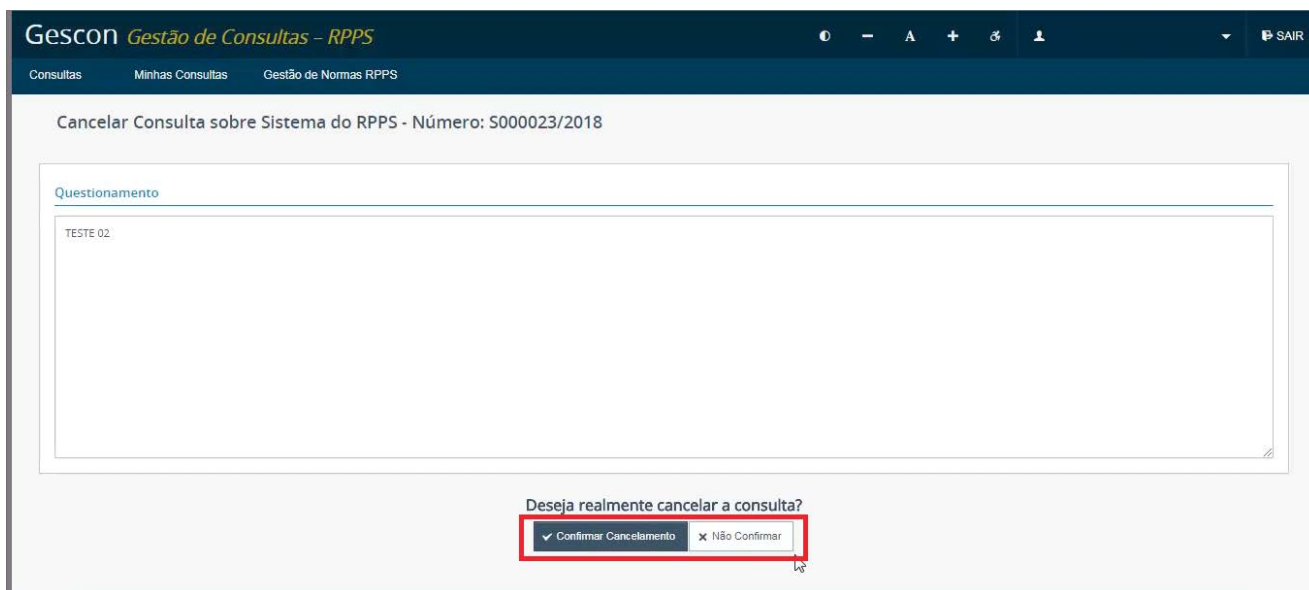 Gescon Gestão de Consultas – RPPS A SAIR
Consultas Minhas Consultas Gestão de Normas RPPS
Cancelar Consulta sobre Sistema do RPPS - Número: S000023/2018
Questionamento
TESTE 02
Deseja realmente cancelar a consulta?
Confirmar Cancelamento Não Confirmar